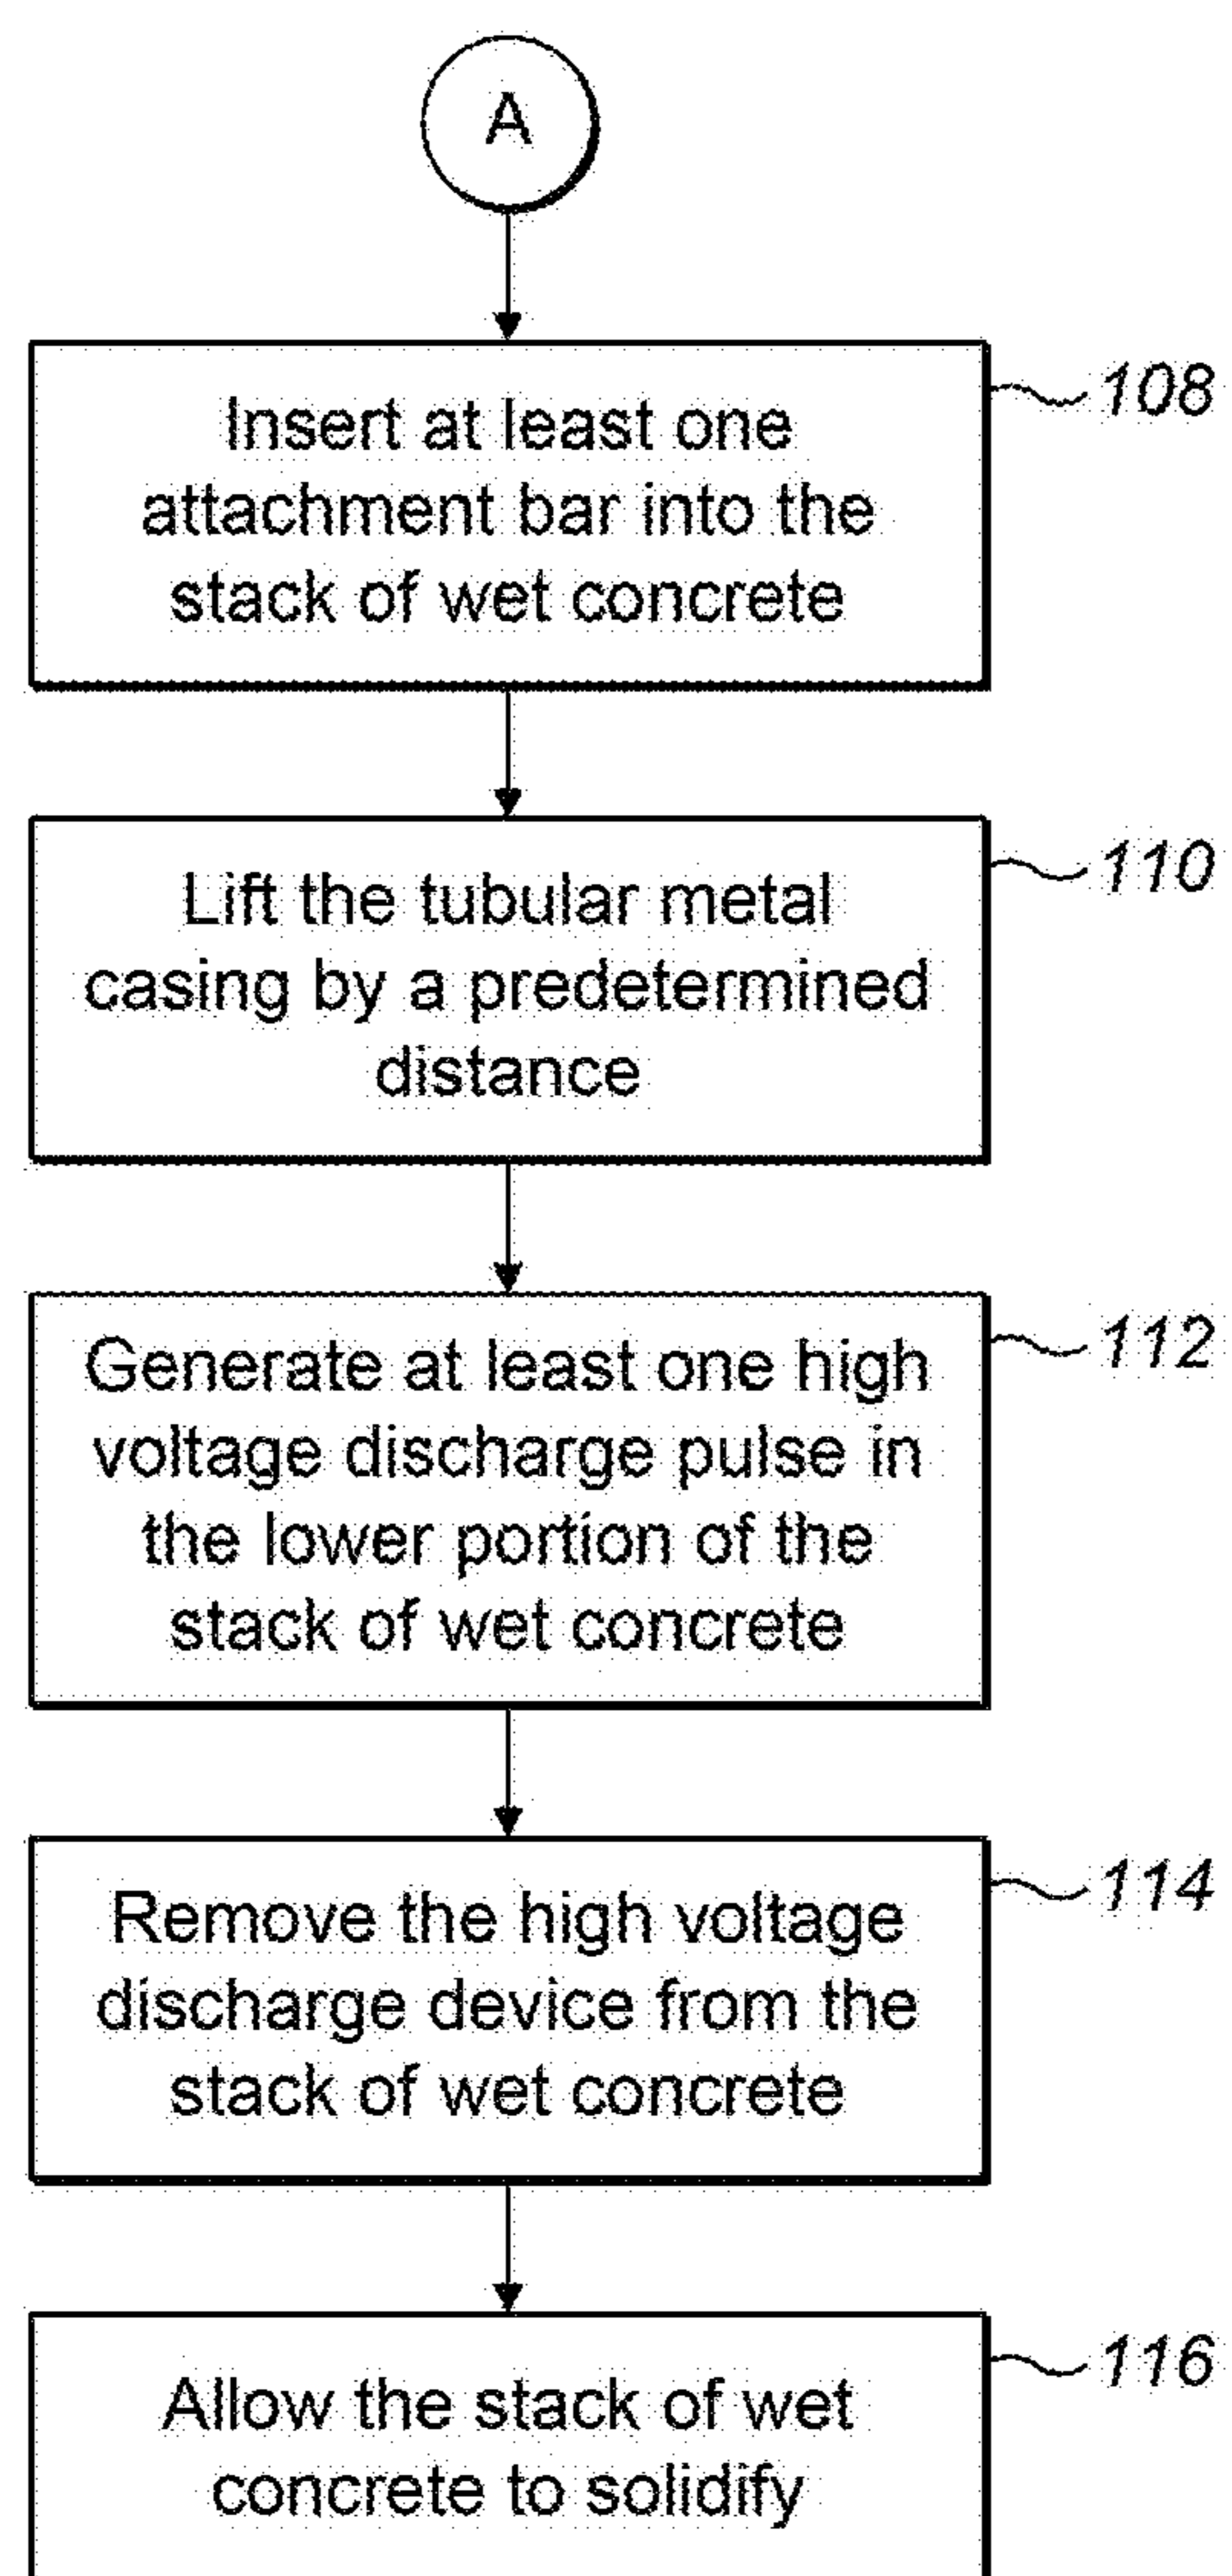 A
Insert at least one
attachment bar into the
stack of wet concrete
108
Lift the tubular metal
casing by a predetermined
distance
110
Generate at least one high
voltage discharge pulse in
the lower portion of the
stack of wet concrete
112
Remove the high voltage
discharge device from the
stack of wet concrete
114
Allow the stack of wet
concrete to solidify
116